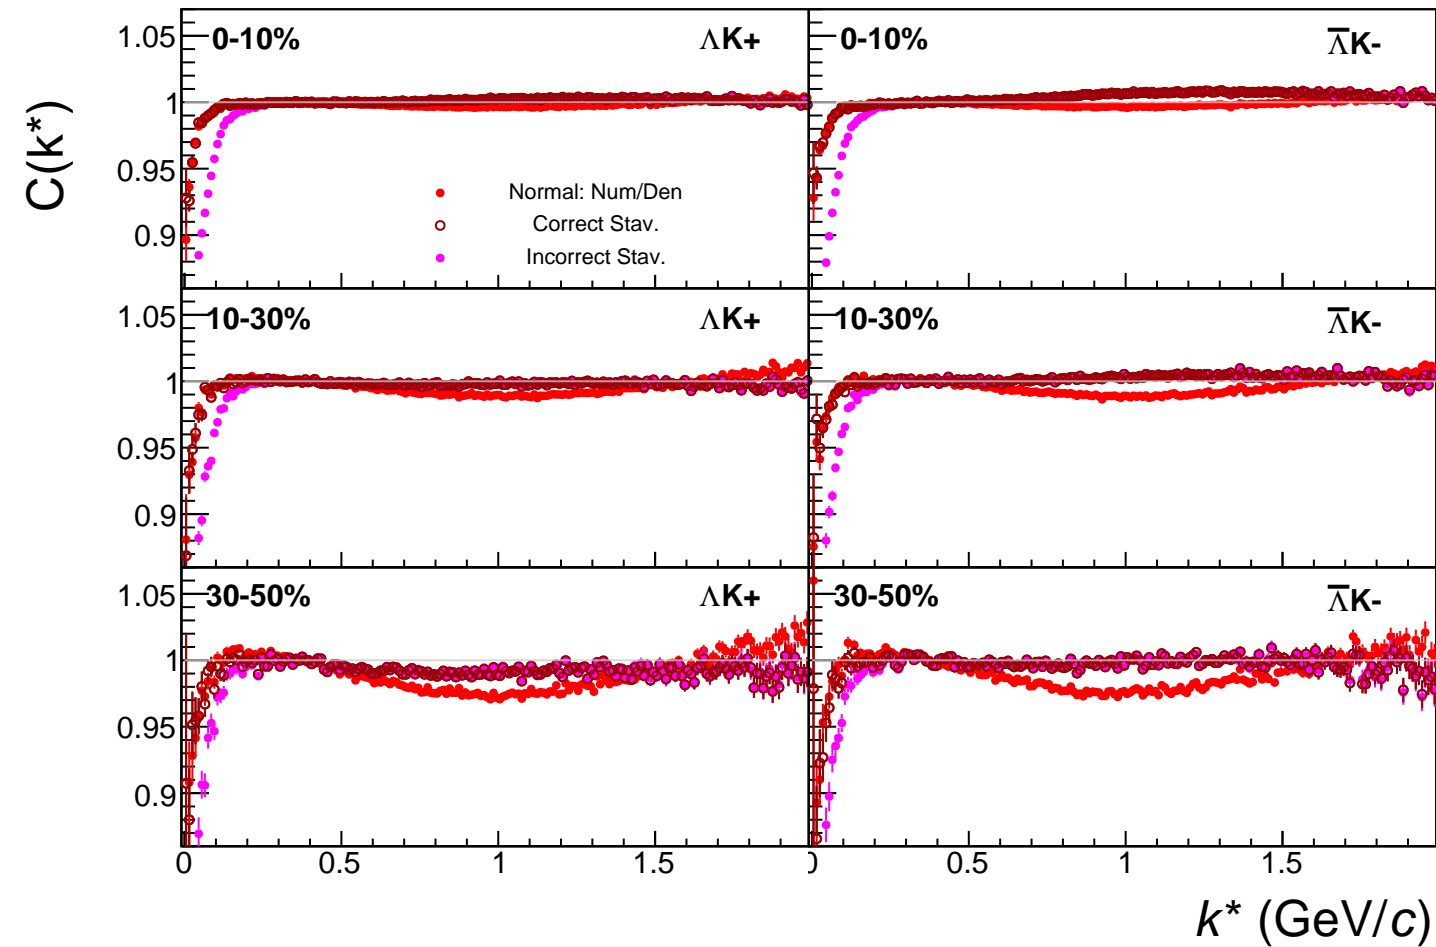 C(k*)
1.05
1
0.95
0.9
0-10%
ΛK+
Normal: Num/Den
Correct Stav.
Incorrect Stav.
0-10%
Λ̅K-
1.05
1
0.95
0.9
10-30%
ΛK+
10-30%
Λ̅K-
1.05
1
0.95
0.9
30-50%
ΛK+
30-50%
Λ̅K-
0 0.5 1 1.5
0 0.5 1 1.5
k* (GeV/c)